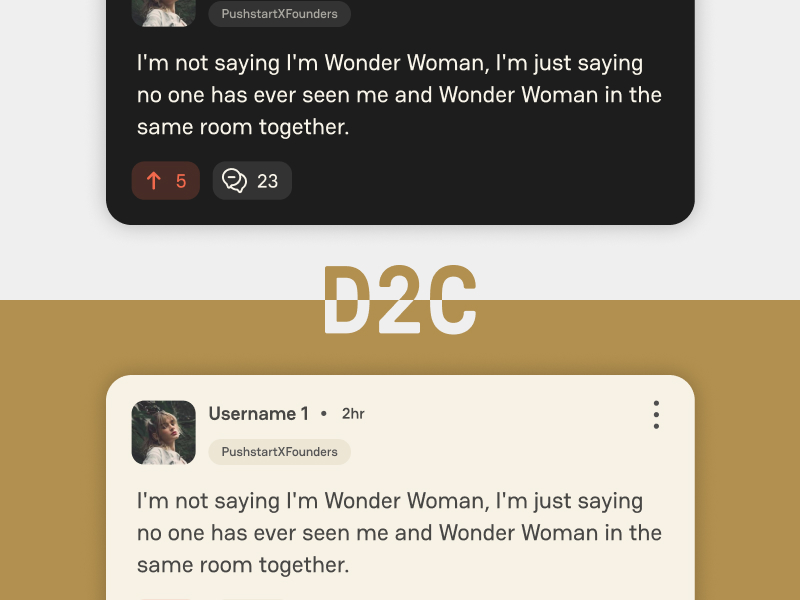 PushstartXFounders
I'm not saying I'm Wonder Woman, I'm just saying
no one has ever seen me and Wonder Woman in the
same room together.
5 23
D2C
Username 1 • 2hr
PushstartXFounders
I'm not saying I'm Wonder Woman, I'm just saying
no one has ever seen me and Wonder Woman in the
same room together.